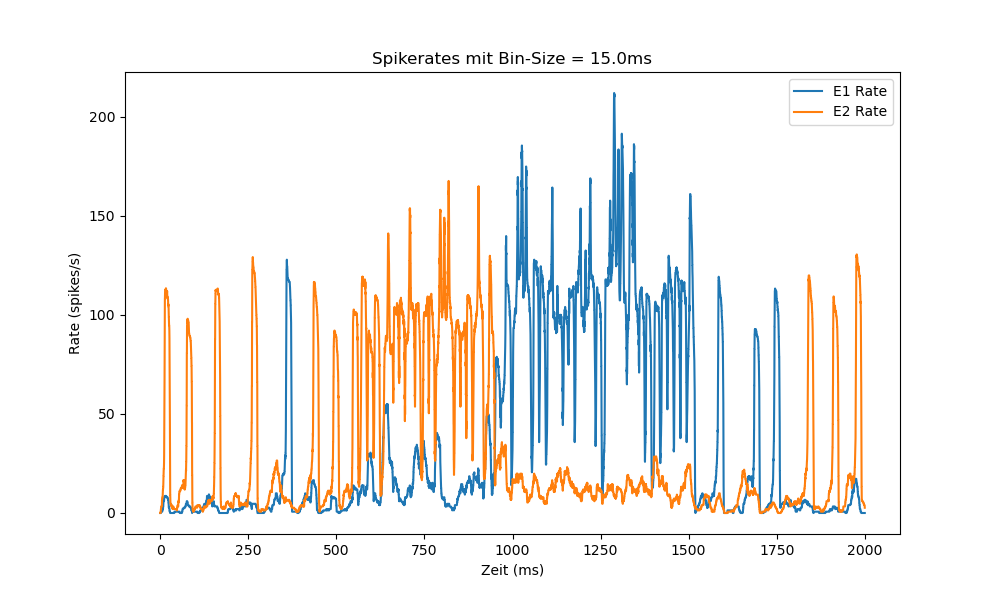 Spikerates mit Bin-Size = 15.0ms
E1 Rate
E2 Rate
200
150
100
50
0
Rate (spikes/s)
0 250 500 750 1000 1250 1500 1750 2000
Zeit (ms)